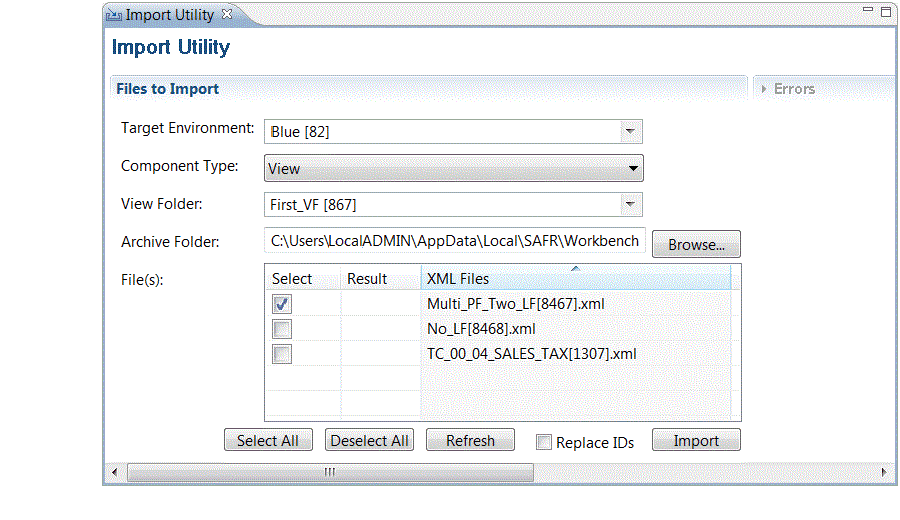 Import Utility
Import Utility
Files to Import
Errors
Target Environment: Blue [82]
Component Type: View
View Folder: First_VF [867]
Archive Folder: C:\Users\LocalADMIN\AppData\Local\SAFR\Workbench Browse...
File(s): Select Result XML Files
Multi_PF_Two_LF[8467].xml
No_LF[8468].xml
TC_00_04_SALES_TAX[1307].xml
Select All Deselect All Refresh Replace IDs Import